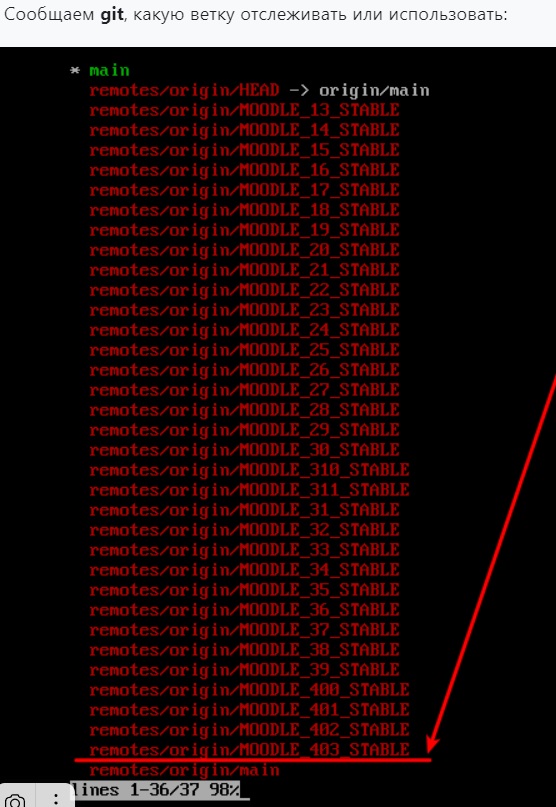 Сообщаем git, какую ветку отслеживать или использовать:
* main
remotes/origin/HEAD -> origin/main
remotes/origin/MOODLE_13_STABLE
remotes/origin/MOODLE_14_STABLE
remotes/origin/MOODLE_15_STABLE
remotes/origin/MOODLE_16_STABLE
remotes/origin/MOODLE_17_STABLE
remotes/origin/MOODLE_18_STABLE
remotes/origin/MOODLE_19_STABLE
remotes/origin/MOODLE_20_STABLE
remotes/origin/MOODLE_21_STABLE
remotes/origin/MOODLE_22_STABLE
remotes/origin/MOODLE_23_STABLE
remotes/origin/MOODLE_24_STABLE
remotes/origin/MOODLE_25_STABLE
remotes/origin/MOODLE_26_STABLE
remotes/origin/MOODLE_27_STABLE
remotes/origin/MOODLE_28_STABLE
remotes/origin/MOODLE_29_STABLE
remotes/origin/MOODLE_30_STABLE
remotes/origin/MOODLE_310_STABLE
remotes/origin/MOODLE_311_STABLE
remotes/origin/MOODLE_31_STABLE
remotes/origin/MOODLE_32_STABLE
remotes/origin/MOODLE_33_STABLE
remotes/origin/MOODLE_34_STABLE
remotes/origin/MOODLE_35_STABLE
remotes/origin/MOODLE_36_STABLE
remotes/origin/MOODLE_37_STABLE
remotes/origin/MOODLE_38_STABLE
remotes/origin/MOODLE_39_STABLE
remotes/origin/MOODLE_400_STABLE
remotes/origin/MOODLE_401_STABLE
remotes/origin/MOODLE_402_STABLE
remotes/origin/MOODLE_403_STABLE
remotes/origin/main
lines 1-36/37 98%